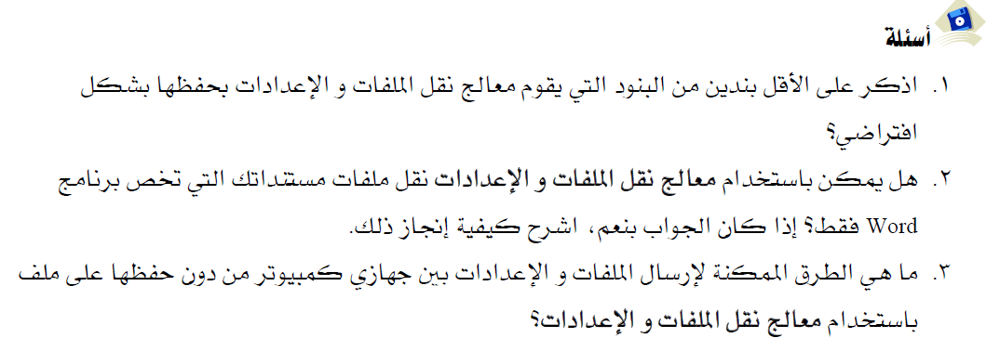 أسئلة
١. اذكر على الأقل بندين من البنود التي يقوم معالج نقل الملفات و الإعدادات بحفظها بشكل
افتراضي؟
٢. هل يمكن باستخدام معالج نقل الملفات و الإعدادات نقل ملفات مستنداتك التي تخص برنامج
Word فقط؟ إذا كان الجواب بنعم، اشرح كيفية إنجاز ذلك.
٣. ما هي الطرق الممكنة لإرسال الملفات و الإعدادات بين جهازي كمبيوتر من دون حفظها على ملف
باستخدام معالج نقل الملفات و الإعدادات؟